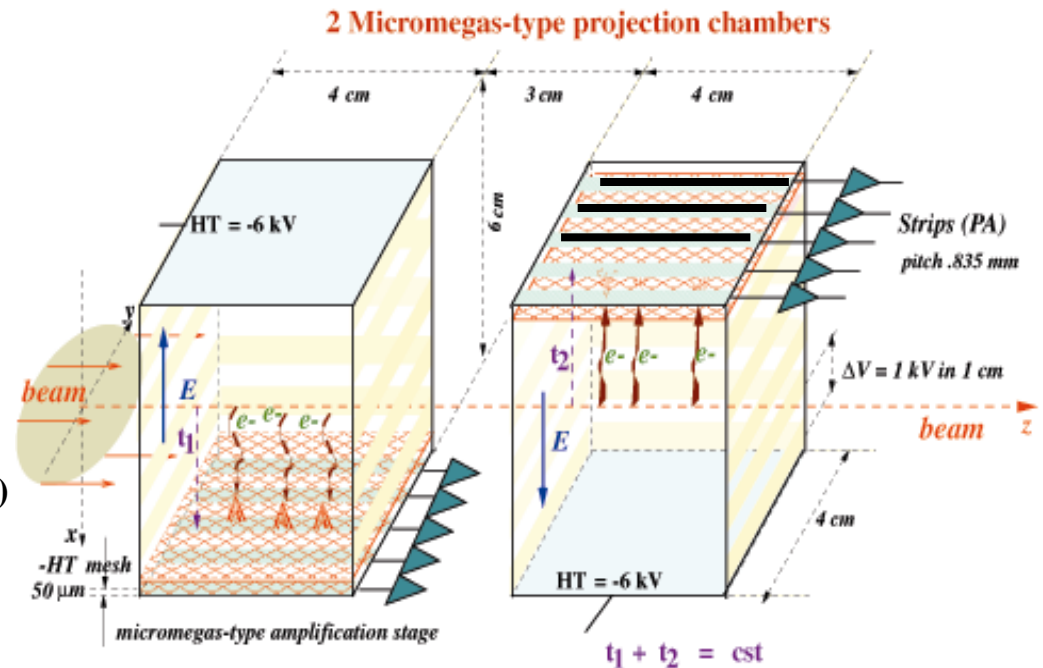 2 Micromegas-type projection chambers
4 cm
3 cm
4 cm
6 cm
HT = -6 kV
Strips (PA)
pitch .835 mm
y
E
t1
e-
e-
e-
beam
t2
e-
e-
e-
ΔV = 1 kV in 1 cm
E
beam
z
)
x
-HT mesh
50 µm
4 cm
HT = -6 kV
micromegas-type amplification stage
t1 + t2 = cst